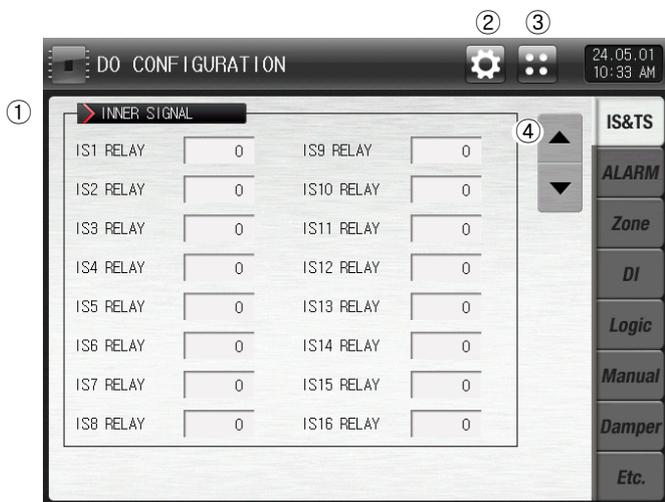 ② ③
DO CONFIGURATION
24.05.01
10:33 AM
①
INNER SIGNAL
④
IS&TS
IS1 RELAY 0 IS9 RELAY 0
IS2 RELAY 0 IS10 RELAY 0
ALARM
IS3 RELAY 0 IS11 RELAY 0
Zone
IS4 RELAY 0 IS12 RELAY 0
DI
IS5 RELAY 0 IS13 RELAY 0
Logic
IS6 RELAY 0 IS14 RELAY 0
IS7 RELAY 0 IS15 RELAY 0
Manual
IS8 RELAY 0 IS16 RELAY 0
Damper
Etc.